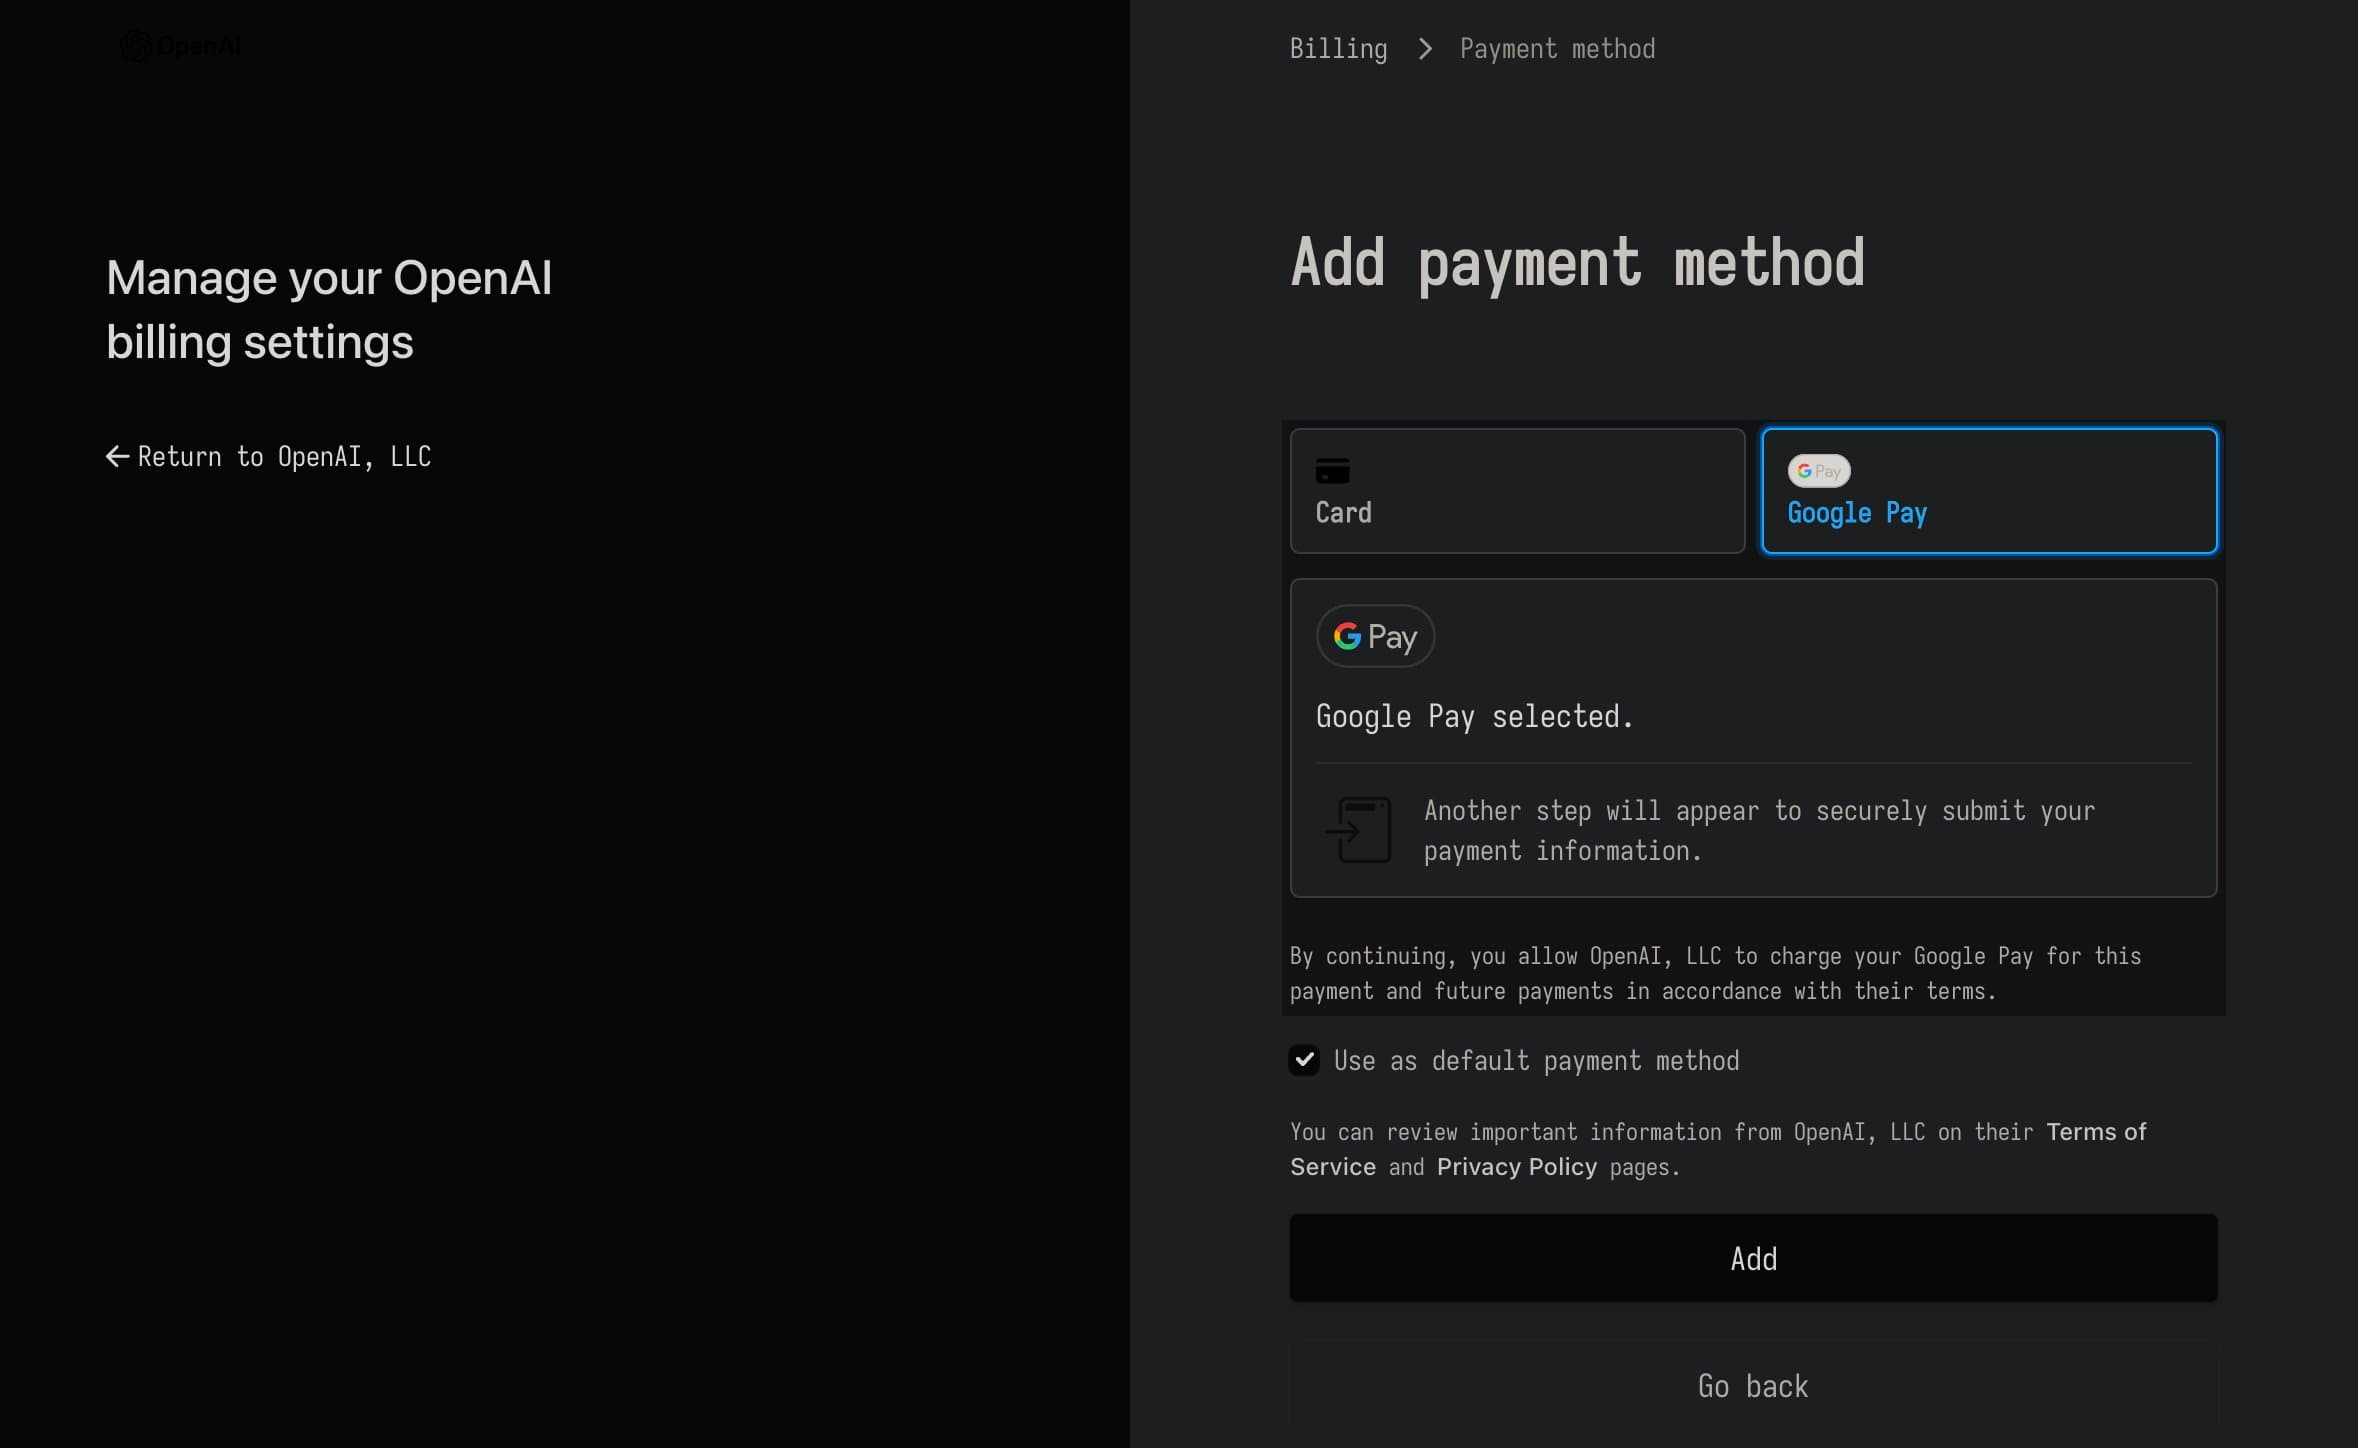 OpenAI
Manage your OpenAI
billing settings
Return to OpenAI, LLC
Billing
Payment method
Add payment method
Card
G Pay
Google Pay
G Pay
Google Pay selected.
Another step will appear to securely submit your
payment information.
By continuing, you allow OpenAI, LLC to charge your Google Pay for this
payment and future payments in accordance with their terms.
Use as default payment method
You can review important information from OpenAI, LLC on their Terms of
Service and Privacy Policy pages.
Add
Go back